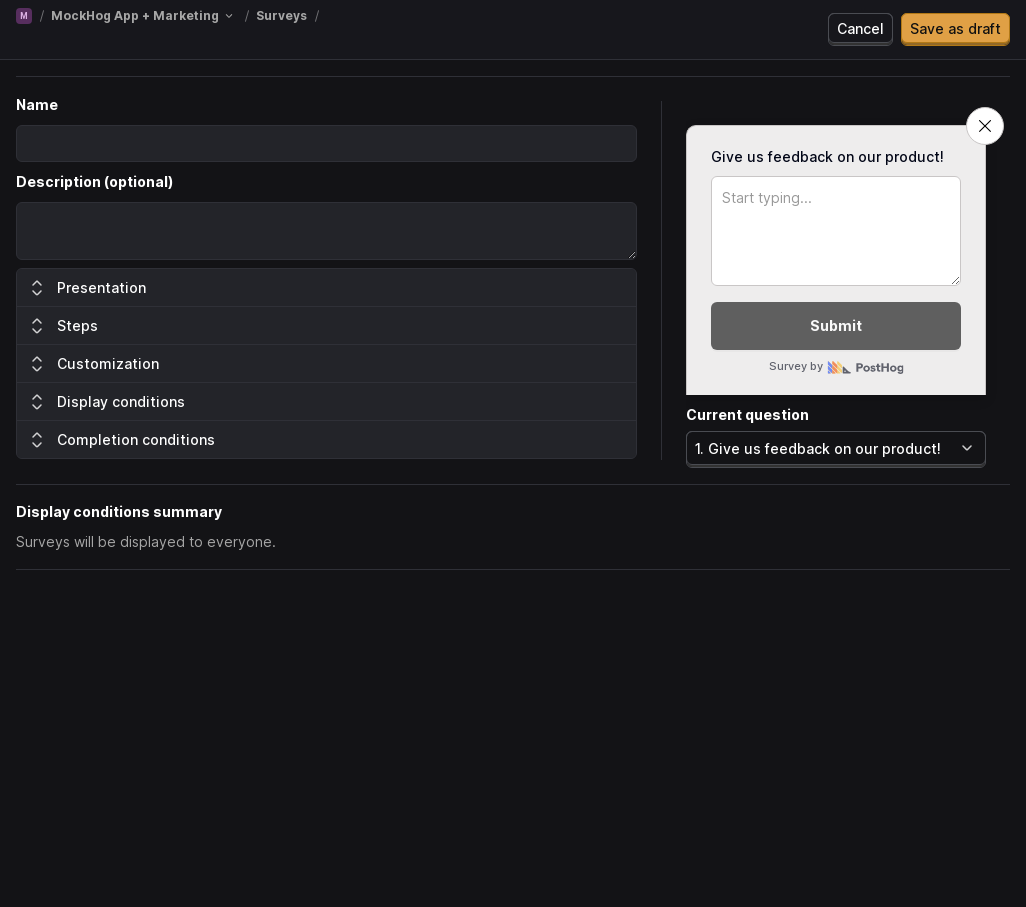 M / MockHog App + Marketing / Surveys /
Cancel
Save as draft
Name
Description (optional)
Presentation
Steps
Customization
Display conditions
Completion conditions
Give us feedback on our product!
Start typing...
Submit
Survey by PostHog
Current question
1. Give us feedback on our product!
Display conditions summary
Surveys will be displayed to everyone.